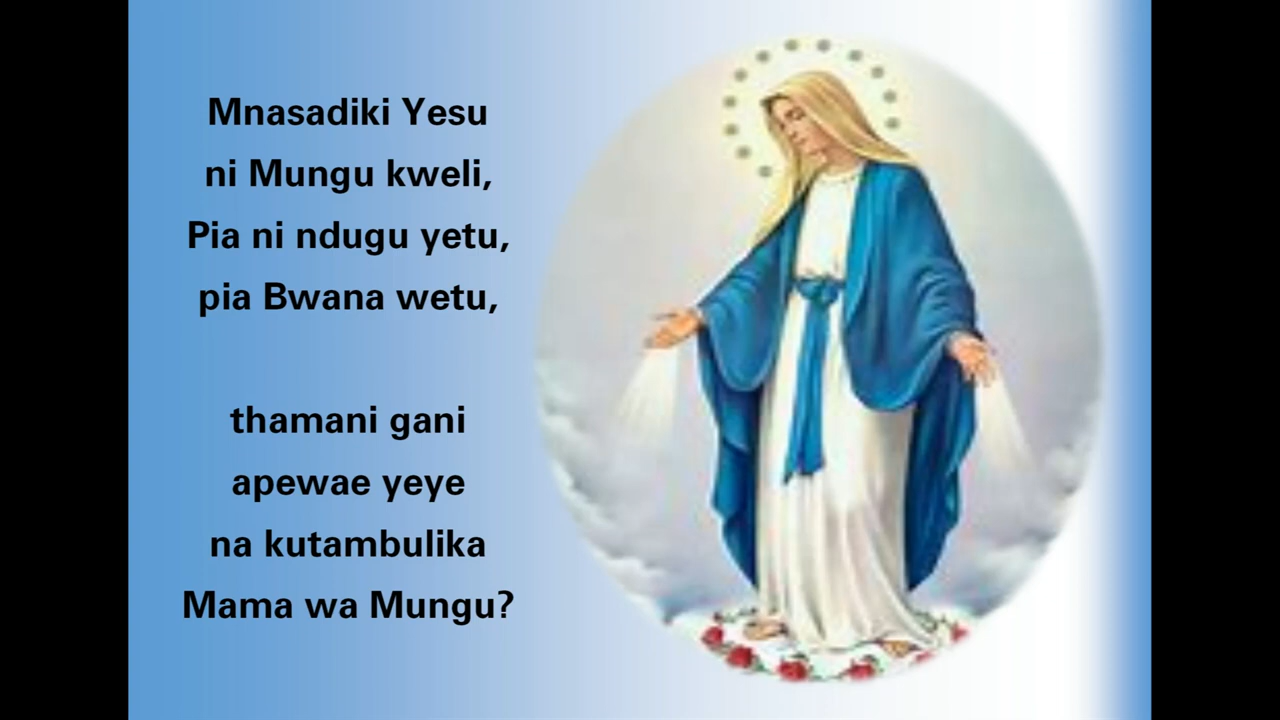 Mnasadiki Yesu
ni Mungu kweli,
Pia ni ndugu yetu,
pia Bwana wetu,
thamani gani
apewae yeye
na kutambulika
Mama wa Mungu?